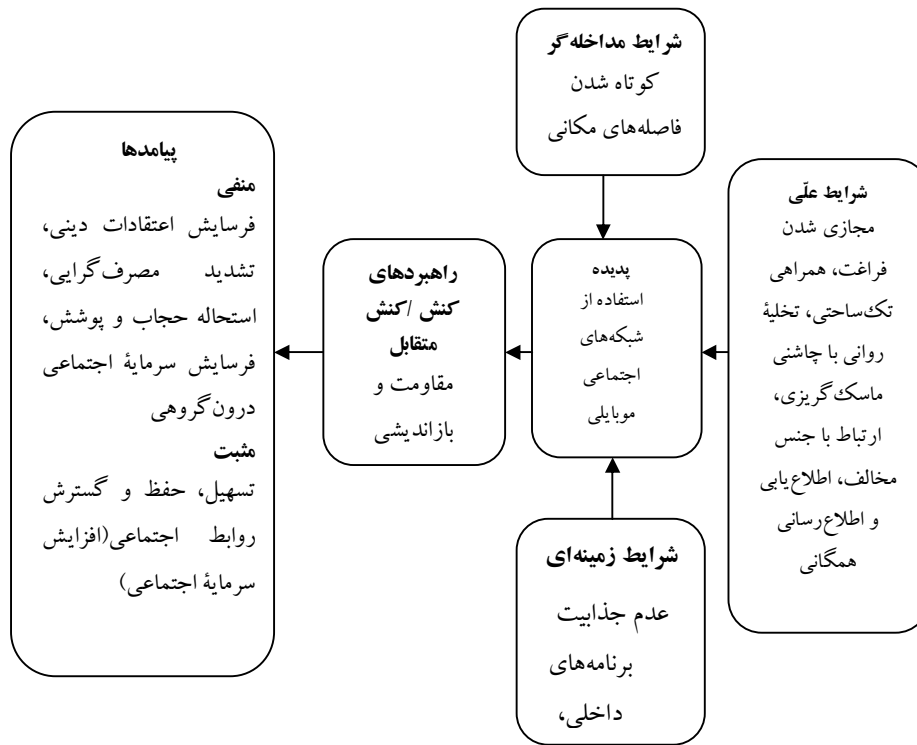 شرایط مداخله‌گر
کوتاه شدن
فاصله‌های مکانی
شرایط علّی
مجازی شدن
فراغت، همراهی
تک‌ساحتی، تخلیۀ
روانی با چاشنی
ماسک‌گریزی،
ارتباط با جنس
مخالف، اطلاع‌یابی
و اطلاع‌رسانی
همگانی
پدیده
استفاده از
شبکه‌های
اجتماعی
موبایلی
راهبردهای
کنش /کنش
متقابل
مقاومت و
بازاندیشی
پیامدها
منفی
فرسایش اعتقادات دینی،
تشدید مصرف‌گرایی،
استحاله حجاب و پوشش،
فرسایش سرمایۀ اجتماعی
درون‌گروهی
مثبت
تسهیل، حفظ و گسترش
روابط اجتماعی(افزایش
سرمایۀ اجتماعی)
شرایط زمینه‌ای
عدم جذابیت
برنامه‌های
داخلی،